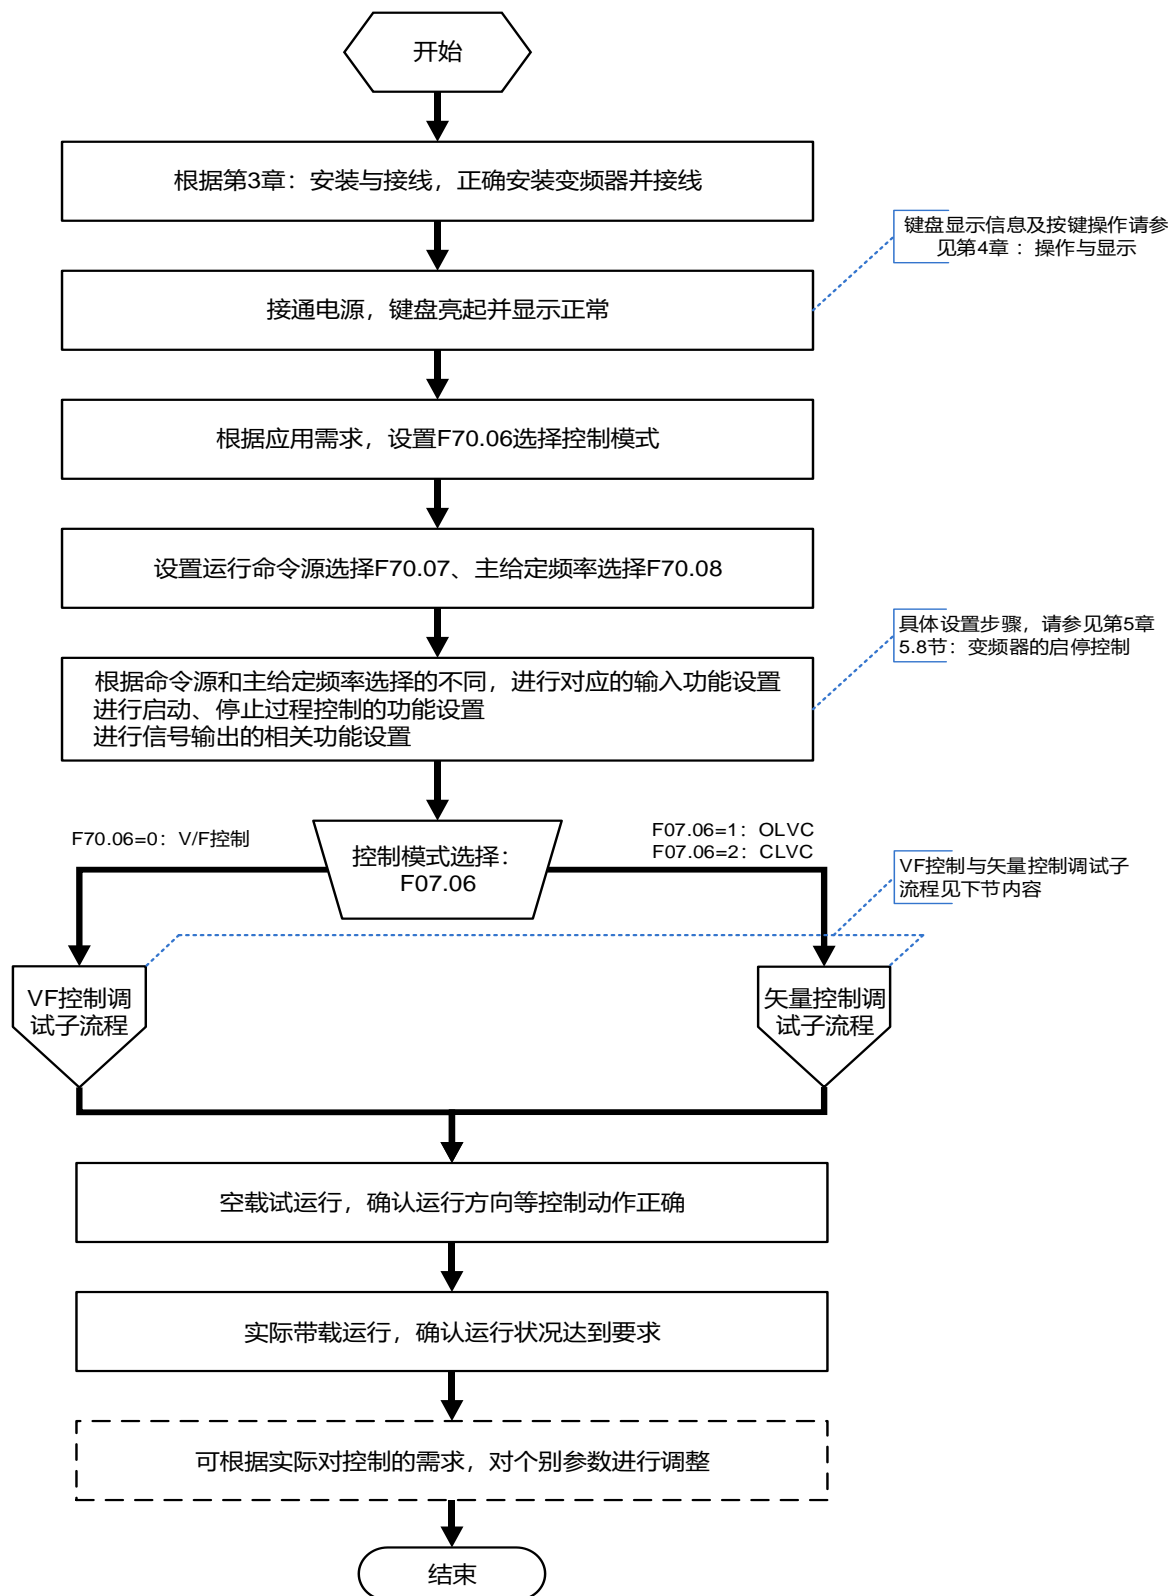 开始
根据第3章：安装与接线，正确安装变频器并接线
键盘显示信息及按键操作请参
见第4章：操作与显示
接通电源，键盘亮起并显示正常
根据应用需求，设置F70.06选择控制模式
设置运行命令源选择F70.07、主给定频率选择F70.08
具体设置步骤，请参见第5章
5.8节：变频器的启停控制
根据命令源和主给定频率选择的不同，进行对应的输入功能设置
进行启动、停止过程控制的功能设置
进行信号输出的相关功能设置
F70.06=0：V/F控制
控制模式选择：
F07.06
F07.06=1：OLVC
F07.06=2：CLVC
VF控制与矢量控制调试子
流程见下节内容
VF控制调
试子流程
矢量控制调
试子流程
空载试运行，确认运行方向等控制动作正确
实际带载运行，确认运行状况达到要求
可根据实际对控制的需求，对个别参数进行调整
结束